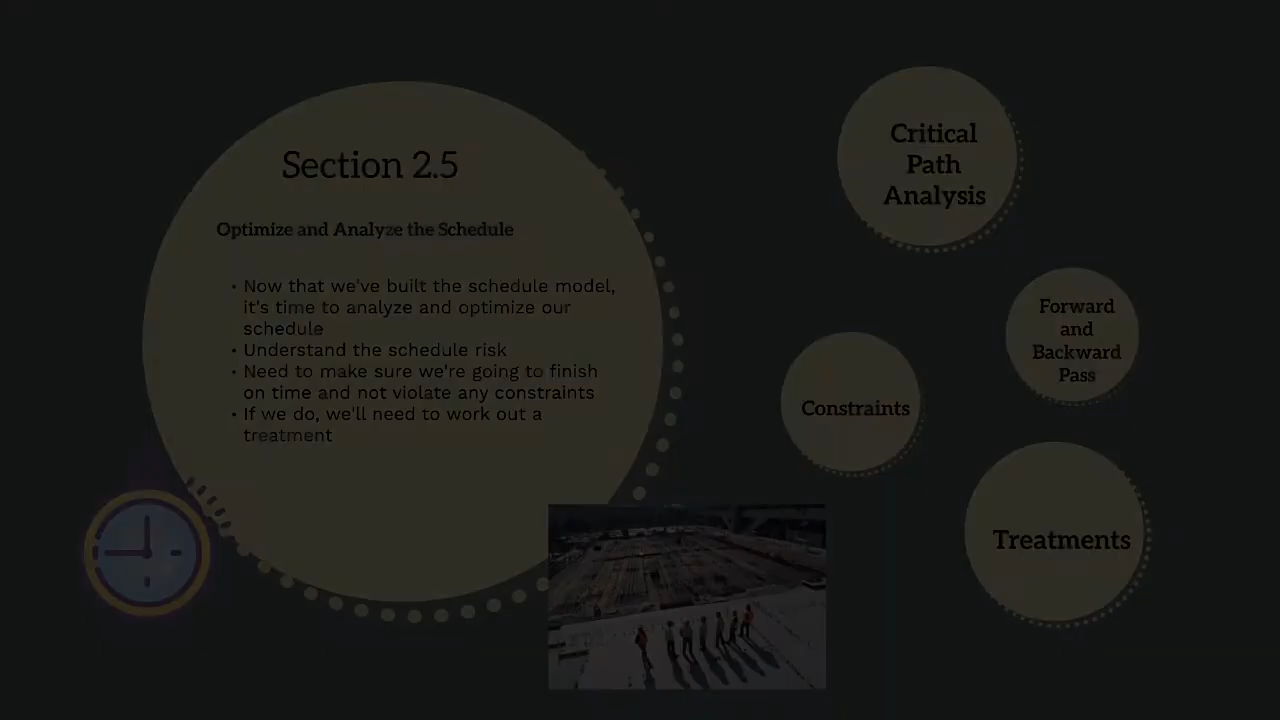 Section 2.5
Optimize and Analyze the Schedule
• Now that we've built the schedule model,
it's time to analyze and optimize our
schedule
• Understand the schedule risk
• Need to make sure we're going to finish
on time and not violate any constraints
• If we do, we'll need to work out a
treatment
Critical
Path
Analysis
Forward
and
Backward
Pass
Constraints
Treatments